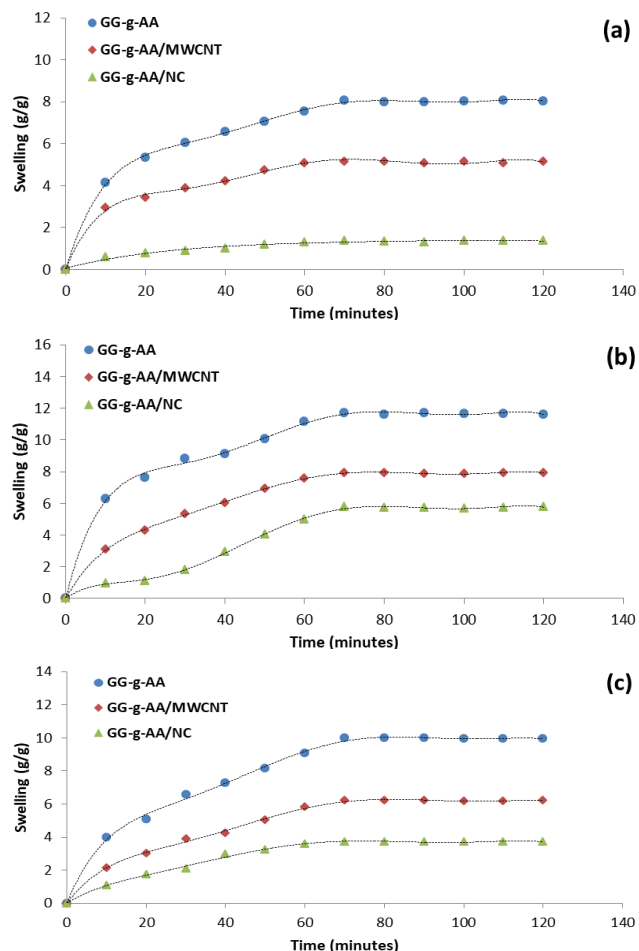 (a)
GG-g-AA
GG-g-AA/MWCNT
GG-g-AA/NC
Swelling (g/g)
12
10
8
6
4
2
0
0 20 40 60 80 100 120 140
Time (minutes)
(b)
GG-g-AA
GG-g-AA/MWCNT
GG-g-AA/NC
Swelling (g/g)
16
14
12
10
8
6
4
2
0
0 20 40 60 80 100 120 140
Time (minutes)
(c)
GG-g-AA
GG-g-AA/MWCNT
GG-g-AA/NC
Swelling (g/g)
14
12
10
8
6
4
2
0
0 20 40 60 80 100 120 140
Time (minutes)